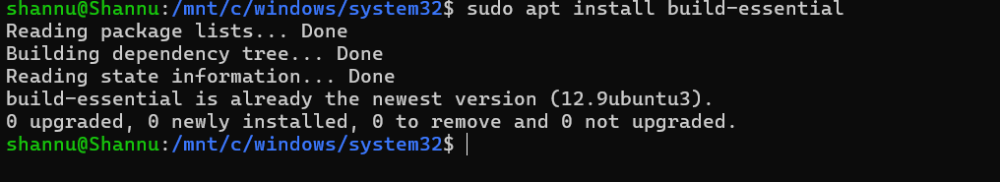 shannu@Shannu:/mnt/c/windows/system32$ sudo apt install build-essential
Reading package lists... Done
Building dependency tree... Done
Reading state information... Done
build-essential is already the newest version (12.9ubuntu3).
0 upgraded, 0 newly installed, 0 to remove and 0 not upgraded.
shannu@Shannu:/mnt/c/windows/system32$